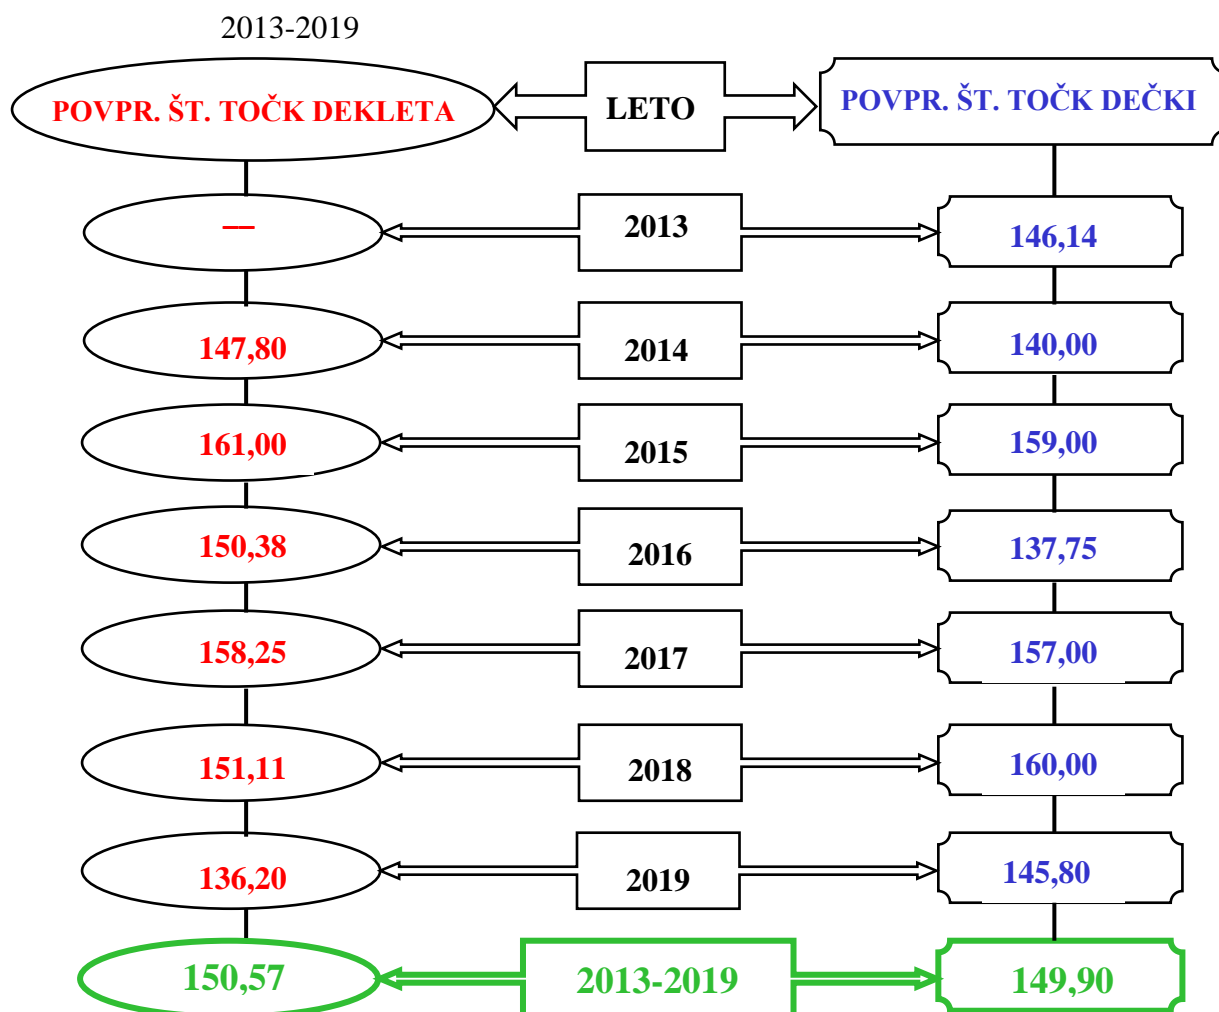 2013-2019
POVPR. ŠT. TOČK DEKLETA LETO POVPR. ŠT. TOČK DEČKI
— 2013 146,14
147,80 2014 140,00
161,00 2015 159,00
150,38 2016 137,75
158,25 2017 157,00
151,11 2018 160,00
136,20 2019 145,80
150,57 2013-2019 149,90